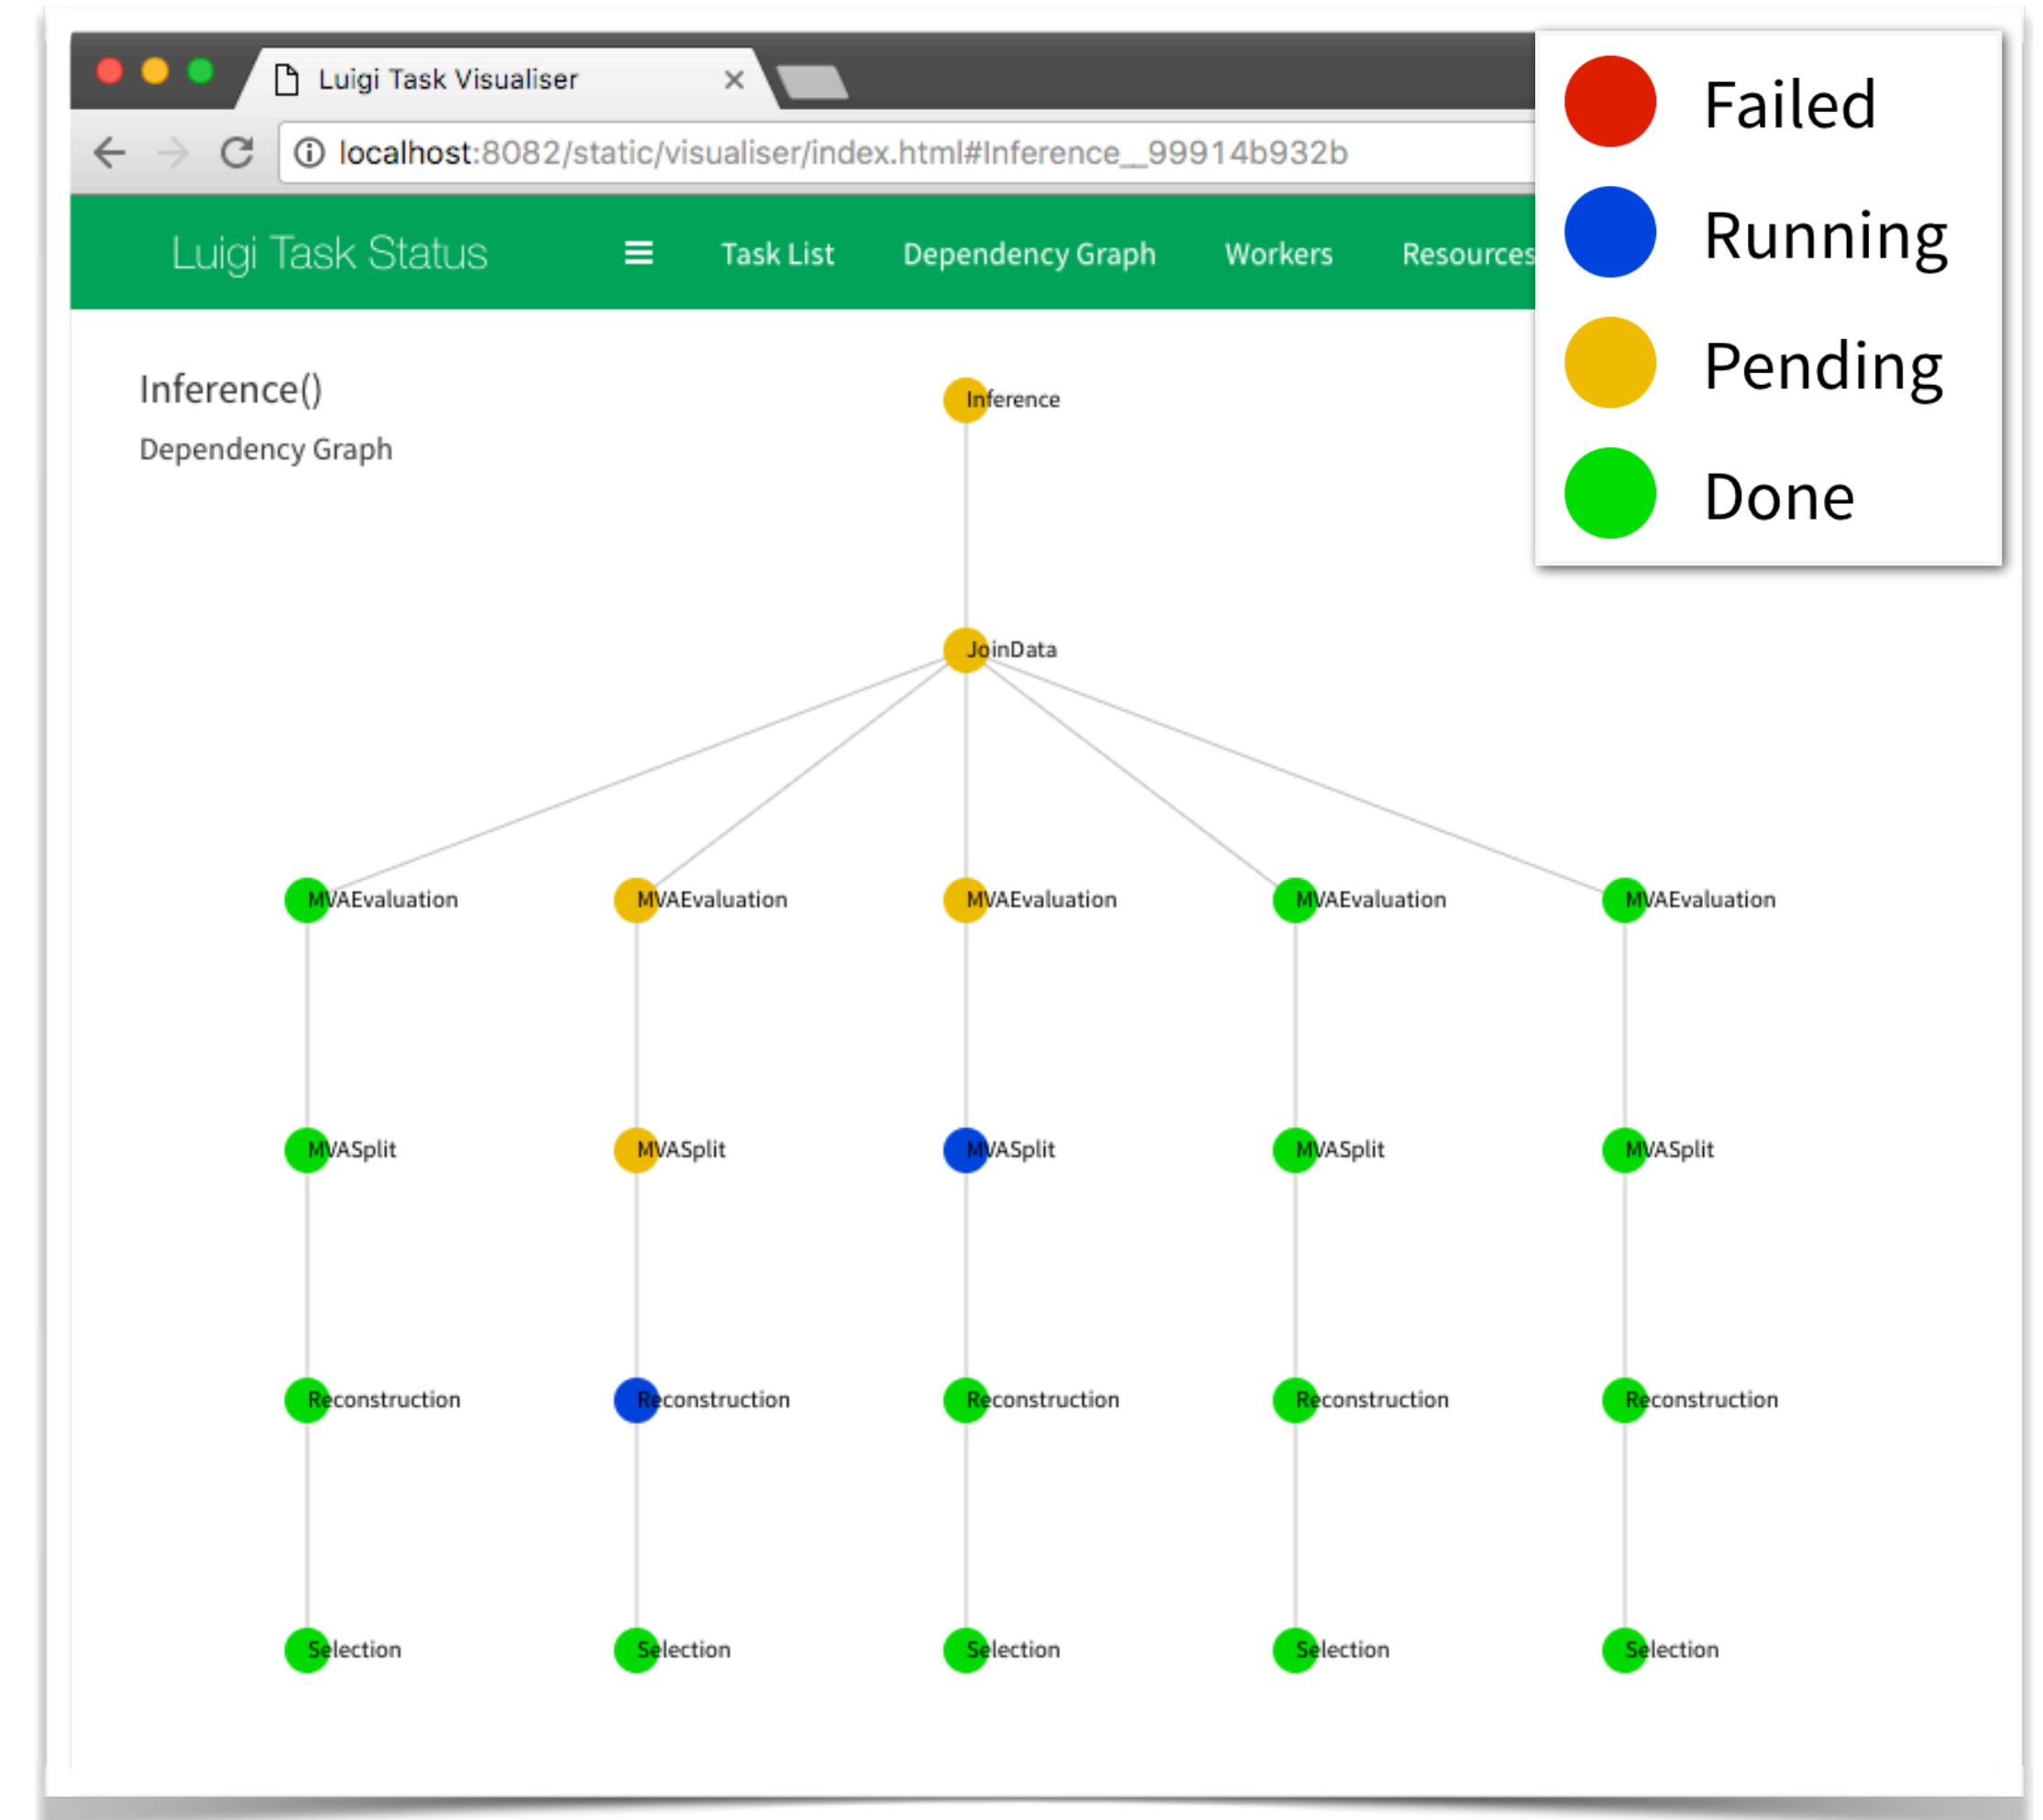 Luigi Task Visualiser
localhost:8082/static/visualiser/index.html#Inference__99914b932b
Failed
Running
Pending
Done
Luigi Task Status
Task List
Dependency Graph
Workers
Resources
Inference()
Dependency Graph
Inference
JoinData
MVAEvaluation MVAEvaluation MVAEvaluation MVAEvaluation MVAEvaluation
MVASplit MVASplit MVASplit MVASplit MVASplit
Reconstruction Reconstruction Reconstruction Reconstruction Reconstruction
Selection Selection Selection Selection Selection